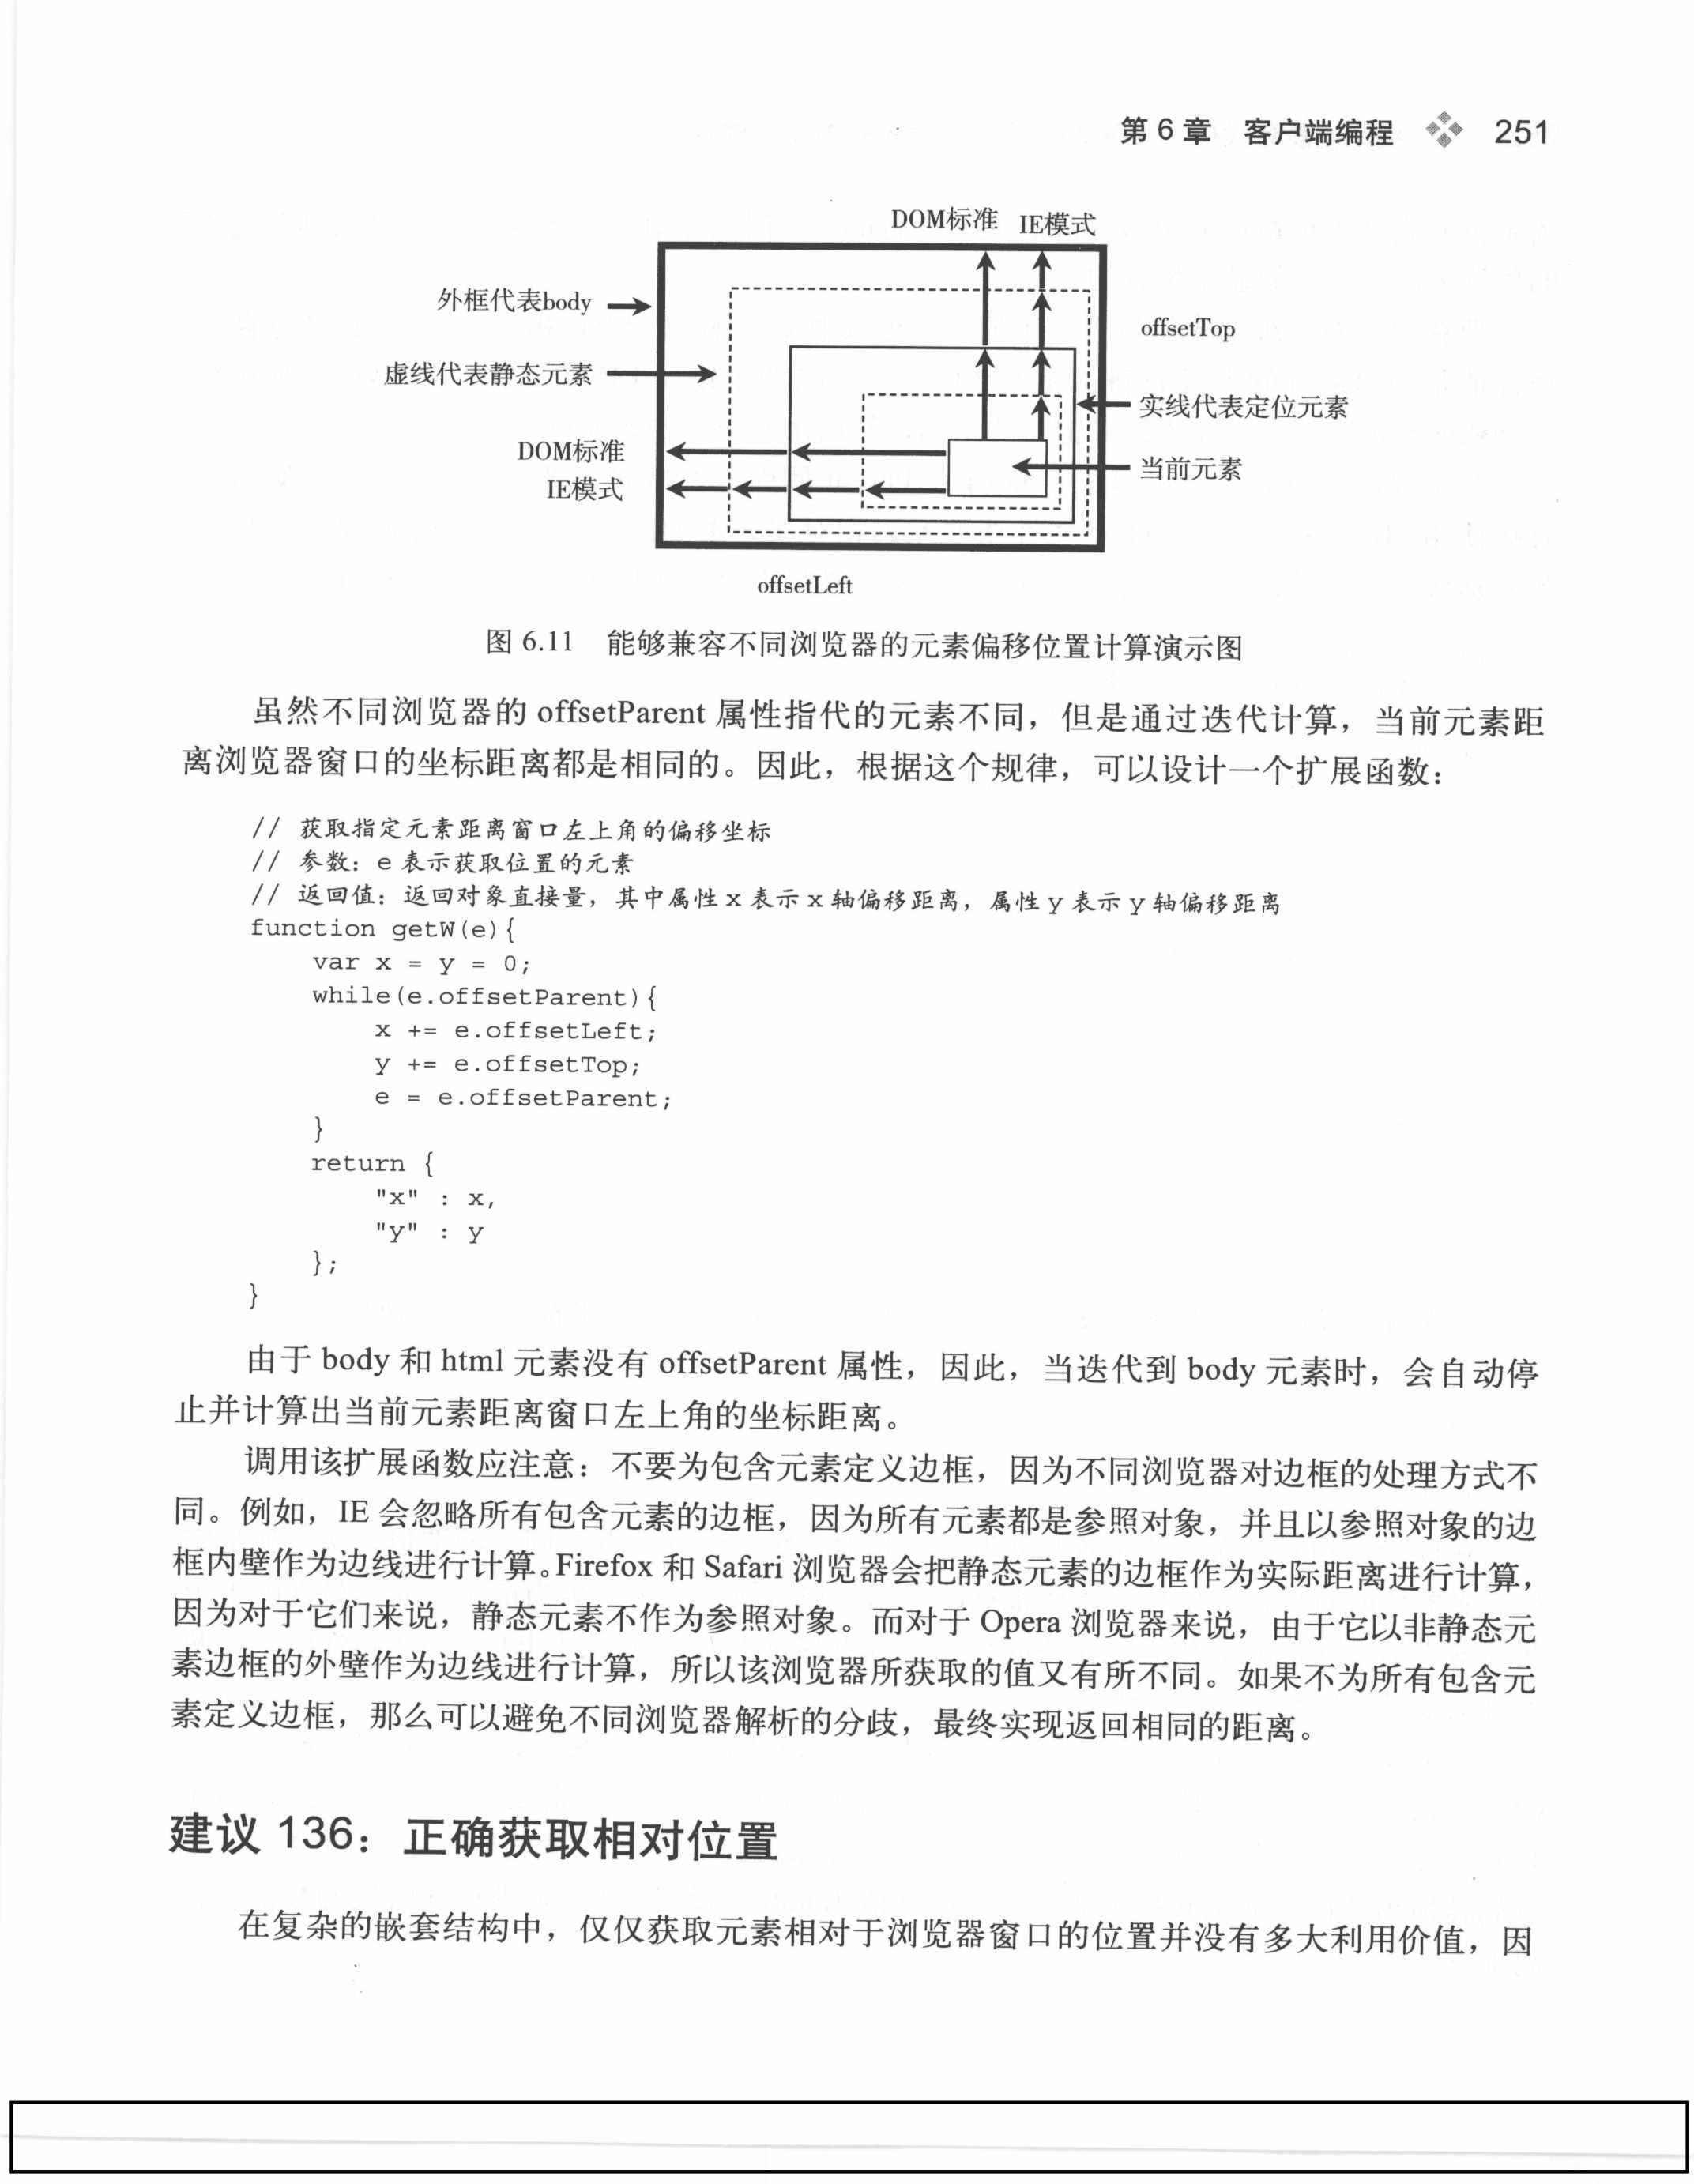 第 6 章 客户端编程 251
DOM标准 IE模式
外框代表body
offsetTop
虚线代表静态元素
实线代表定位元素
DOM标准
当前元素
IE模式
offsetLeft
图 6.11 能够兼容不同浏览器的元素偏移位置计算演示图
虽然不同浏览器的 offsetParent 属性指代的元素不同，但是通过迭代计算，当前元素距
离浏览器窗口的坐标距离都是相同的。因此，根据这个规律，可以设计一个扩展函数：
// 获取指定元素距离窗口左上角的偏移坐标
// 参数：e 表示获取位置的元素
// 返回值：返回对象直接量，其中属性 x 表示 x 轴偏移距离，属性 y 表示 y 轴偏移距离
function getW(e){
    var x = y = 0;
    while(e.offsetParent){
        x += e.offsetLeft;
        y += e.offsetTop;
        e = e.offsetParent;
    }
    return {
        "x" : x,
        "y" : y
    };
}
由于 body 和 html 元素没有 offsetParent 属性，因此，当迭代到 body 元素时，会自动停
止并计算出当前元素距离窗口左上角的坐标距离。
调用该扩展函数应注意：不要为包含元素定义边框，因为不同浏览器对边框的处理方式不
同。例如，IE 会忽略所有包含元素的边框，因为所有元素都是参照对象，并且以参照对象的边
框内壁作为边线进行计算。Firefox 和 Safari 浏览器会把静态元素的边框作为实际距离进行计算，
因为对于它们来说，静态元素不作为参照对象。而对于 Opera 浏览器来说，由于它以非静态元
素边框的外壁作为边线进行计算，所以该浏览器所获取的值又有所不同。如果不为所有包含元
素定义边框，那么可以避免不同浏览器解析的分歧，最终实现返回相同的距离。
建议 136：正确获取相对位置
在复杂的嵌套结构中，仅仅获取元素相对于浏览器窗口的位置并没有多大利用价值，因